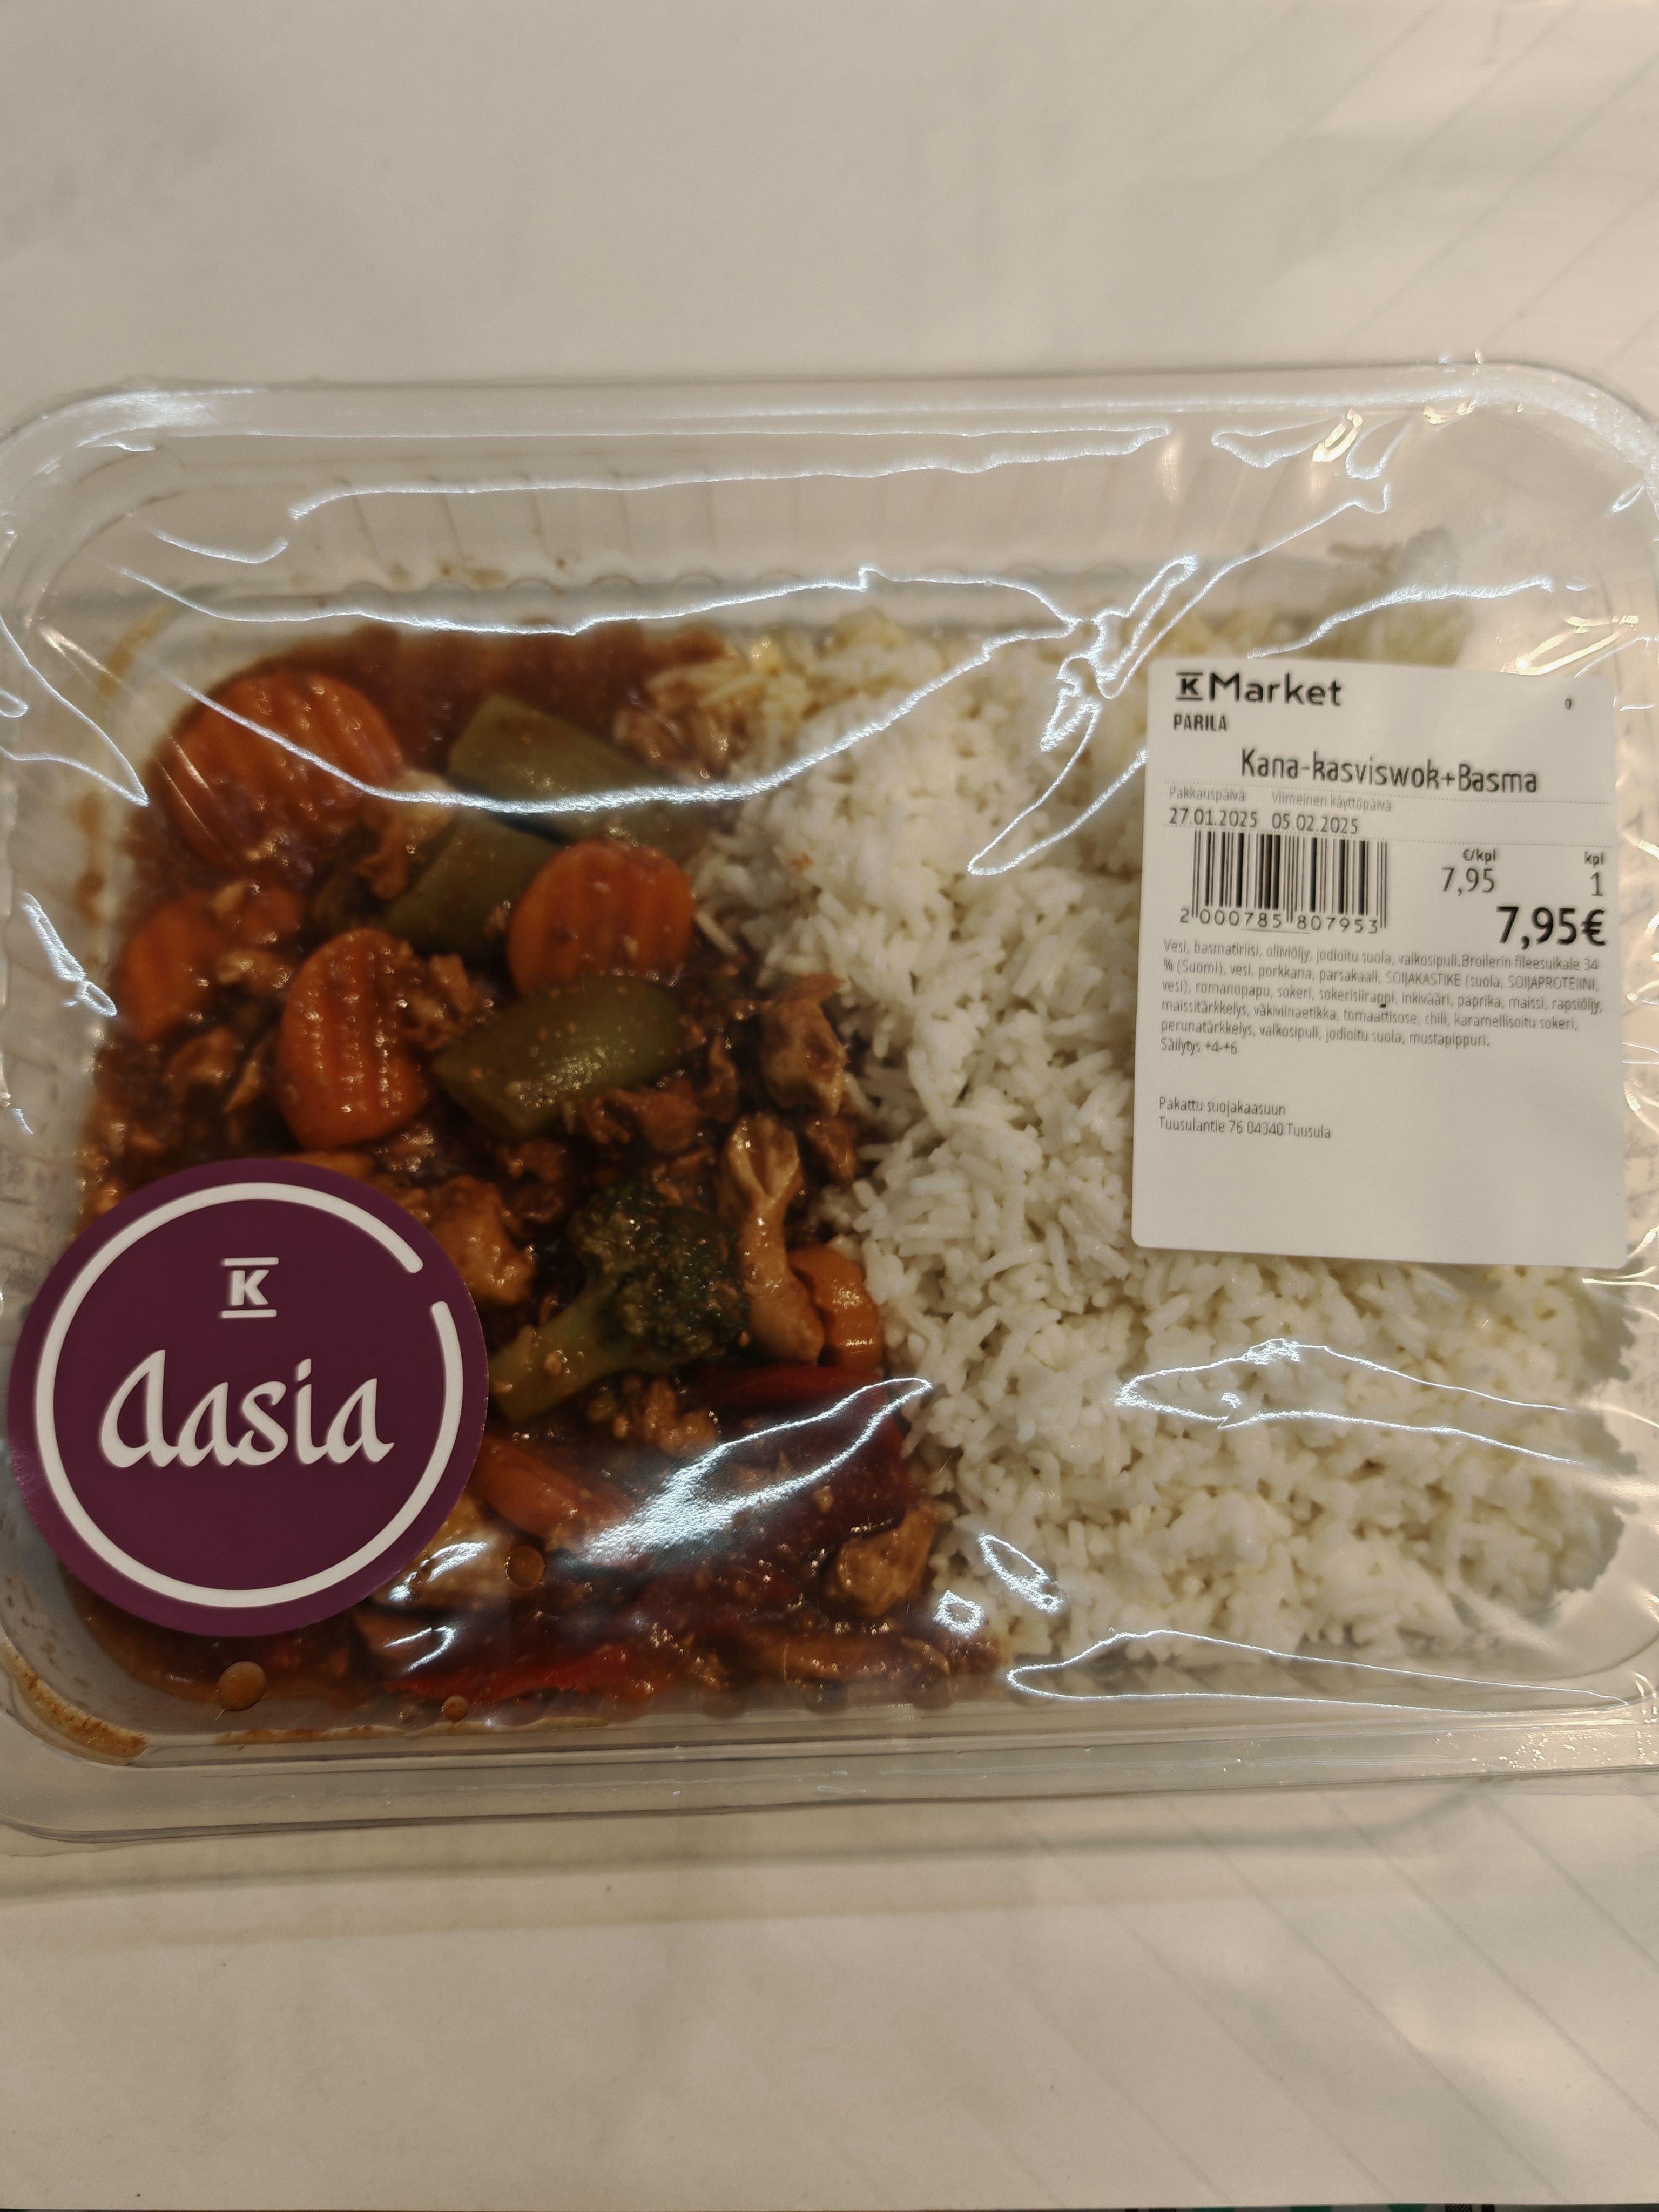 K Market
0
PARILA
Kana-kasviswok+Basma
Pakkauspäivä Viimeinen käyttöpäivä
27.01.2025 05.02.2025
€/kpl kpl
7,95 1
7,95€
2 000785 807953
Vesi, basmatiriisi, oliiviöljy, jodioitu suola, valkosipuli.Broilerin fileesuikale 34
% (Suomi), vesi, porkkana, parsakaali, SOIJAKASTIKE (suola, SOIJAPROTEIINI,
vesi), romanopapu, sokeri, sokerisiirappi, inkivääri, paprika, maissi, rapsiöljy,
maissitärkkelys, väkiviinaetikka, tomaattisose, chili, karamellisoitu sokeri,
perunatärkkelys, valkosipuli, jodioitu suola, mustapippuri.
Säilytys +4-+6
Pakattu suojakaasuun
Tuusulantie 76 04340 Tuusula
K
aasia